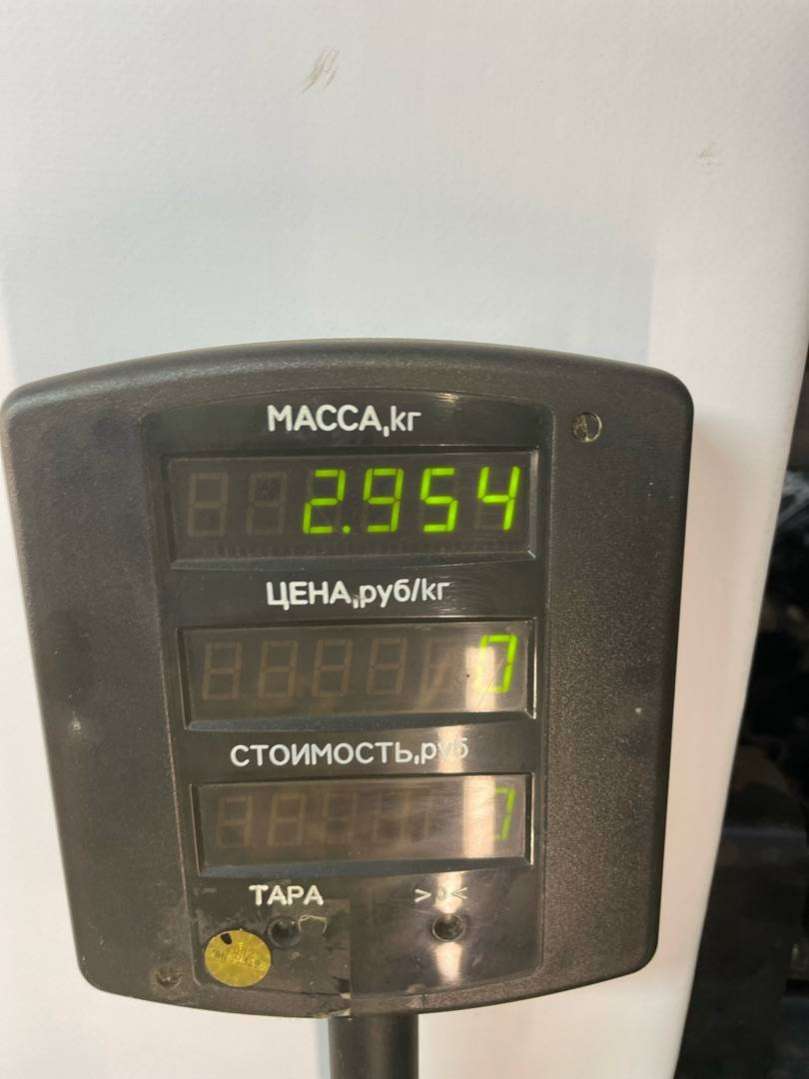 МАССА,кг
2.954
ЦЕНА,руб/кг
0
СТОИМОСТЬ,руб
0
ТАРА >0<